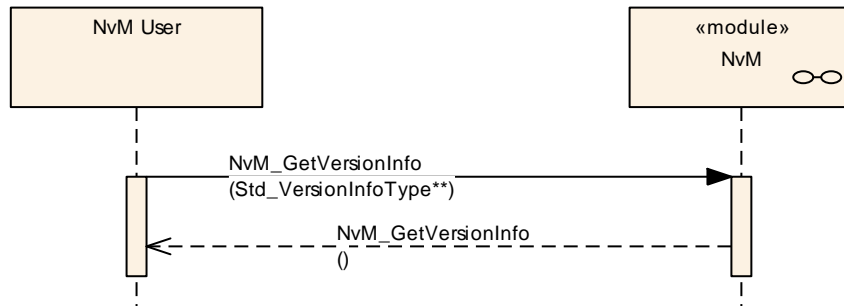 NvM User
«module»
NvM
NvM_GetVersionInfo
(Std_VersionInfoType**)
NvM_GetVersionInfo
()